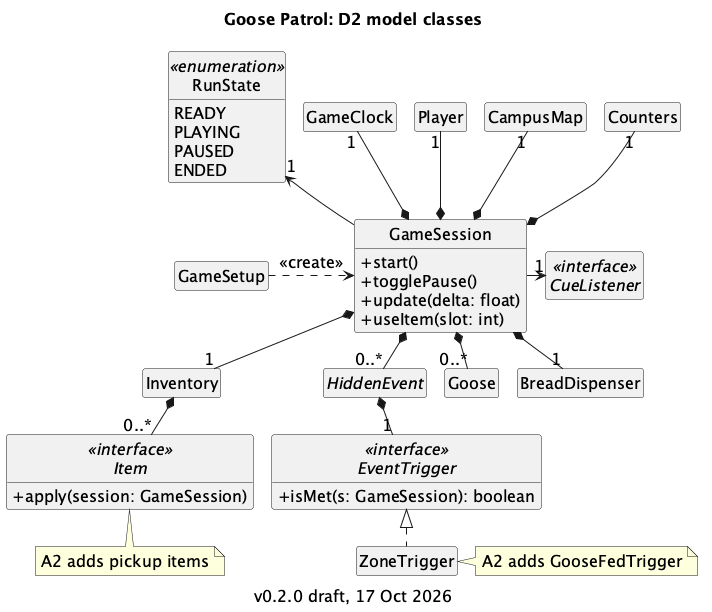 Goose Patrol: D2 model classes
«enumeration»
RunState
READY
PLAYING
PAUSED
ENDED
GameClock
Player
CampusMap
Counters
1
1
1
1
1
GameSession
+start()
+togglePause()
+update(delta: float)
+useItem(slot: int)
GameSetup
«create»
1
«interface»
CueListener
1
0..*
0..*
1
Inventory
HiddenEvent
Goose
BreadDispenser
0..*
1
«interface»
Item
+apply(session: GameSession)
«interface»
EventTrigger
+isMet(s: GameSession): boolean
A2 adds pickup items
ZoneTrigger
A2 adds GooseFedTrigger
v0.2.0 draft, 17 Oct 2026